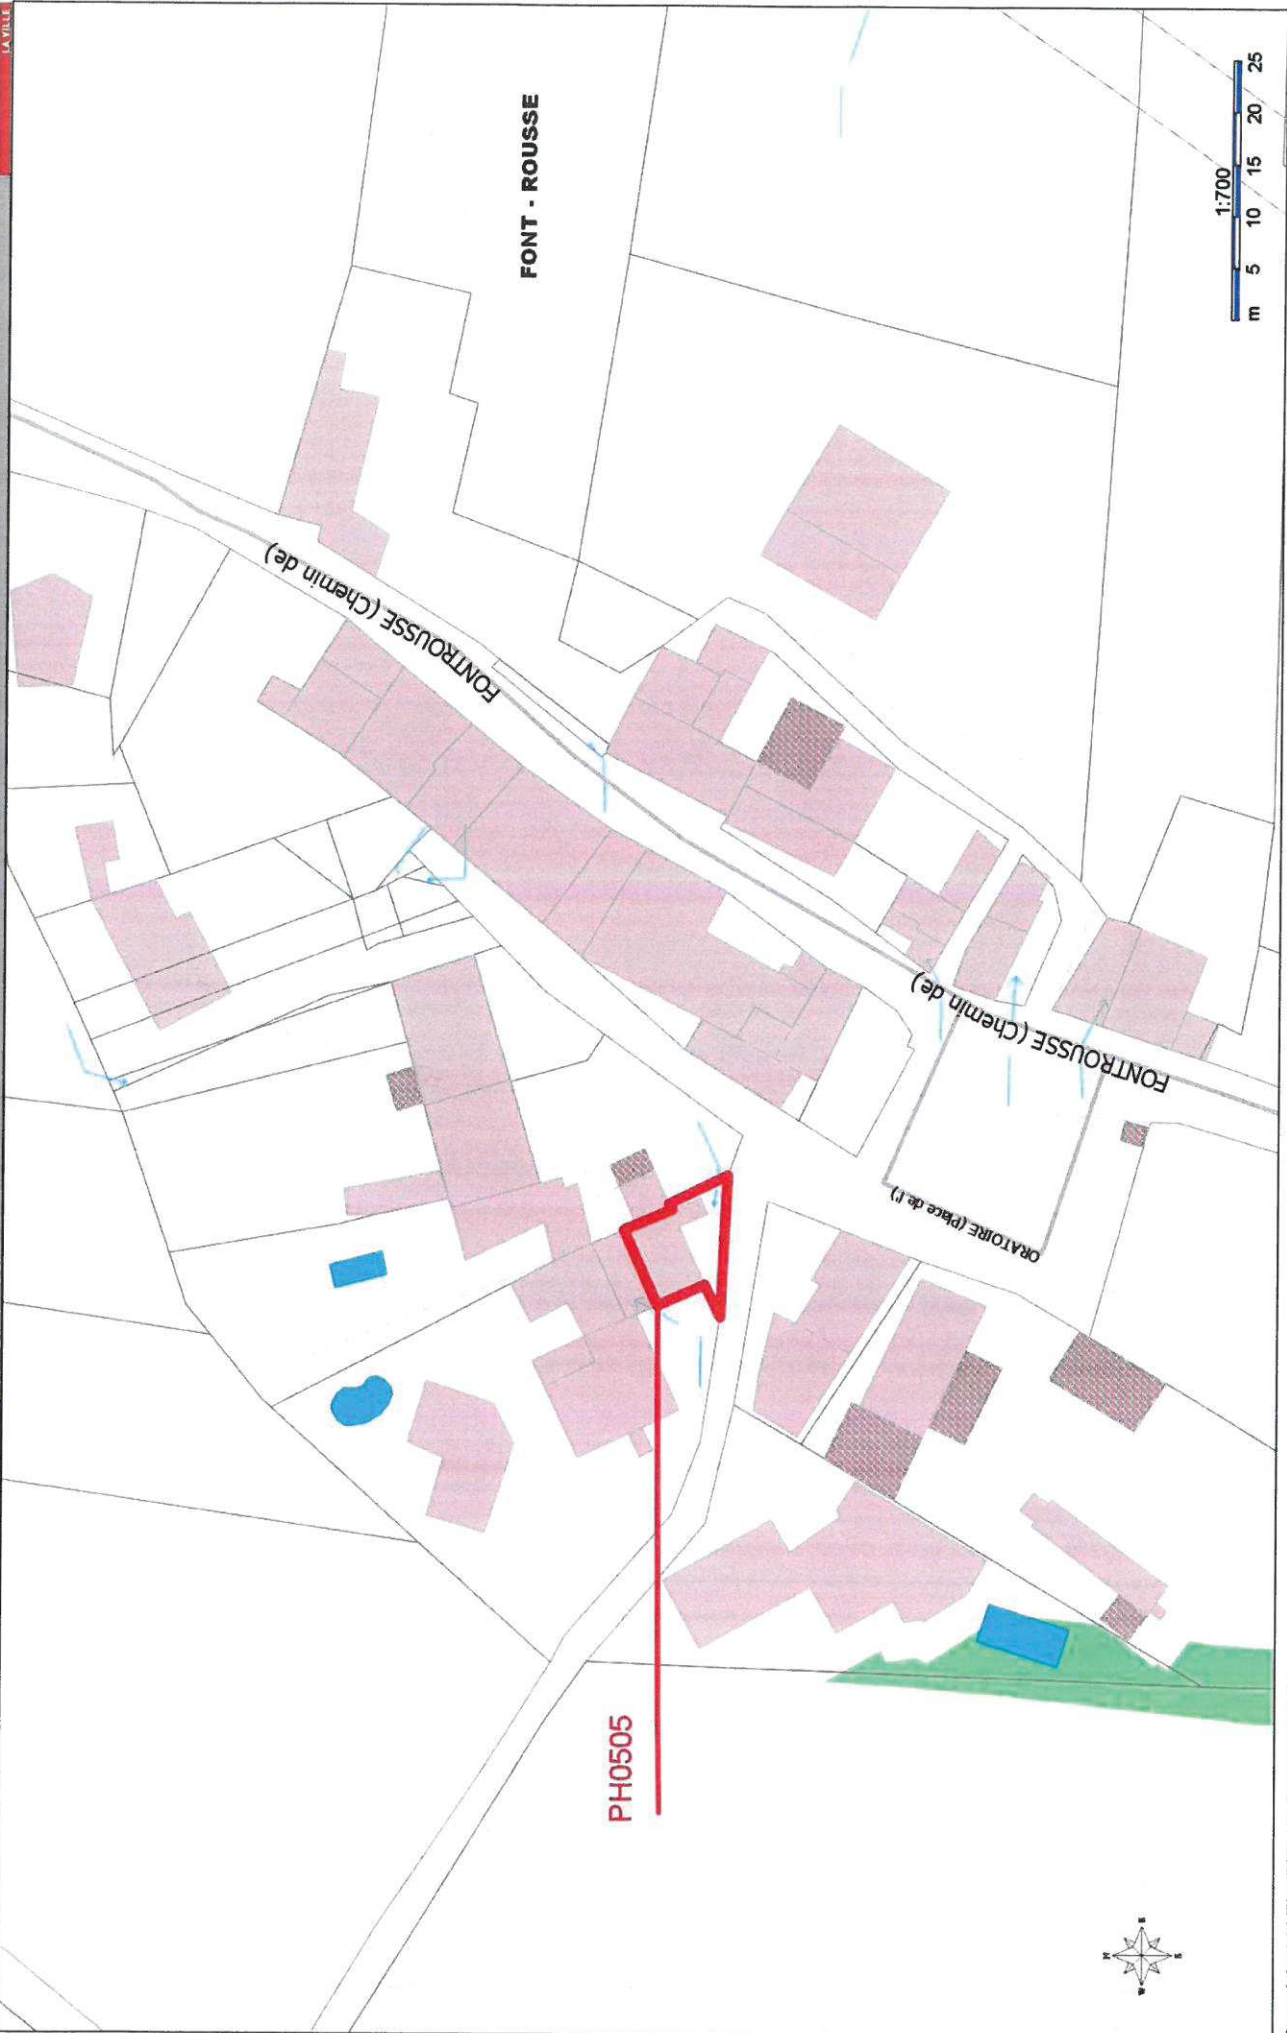 LA VILLE
FONT - ROUSSE
FONTROUSSE (Chemin de)
FONTROUSSE (Chemin de)
ORATOIRE (Place de l')
PH0505
1:700
m 5 10 15 20 25
N
W E
S